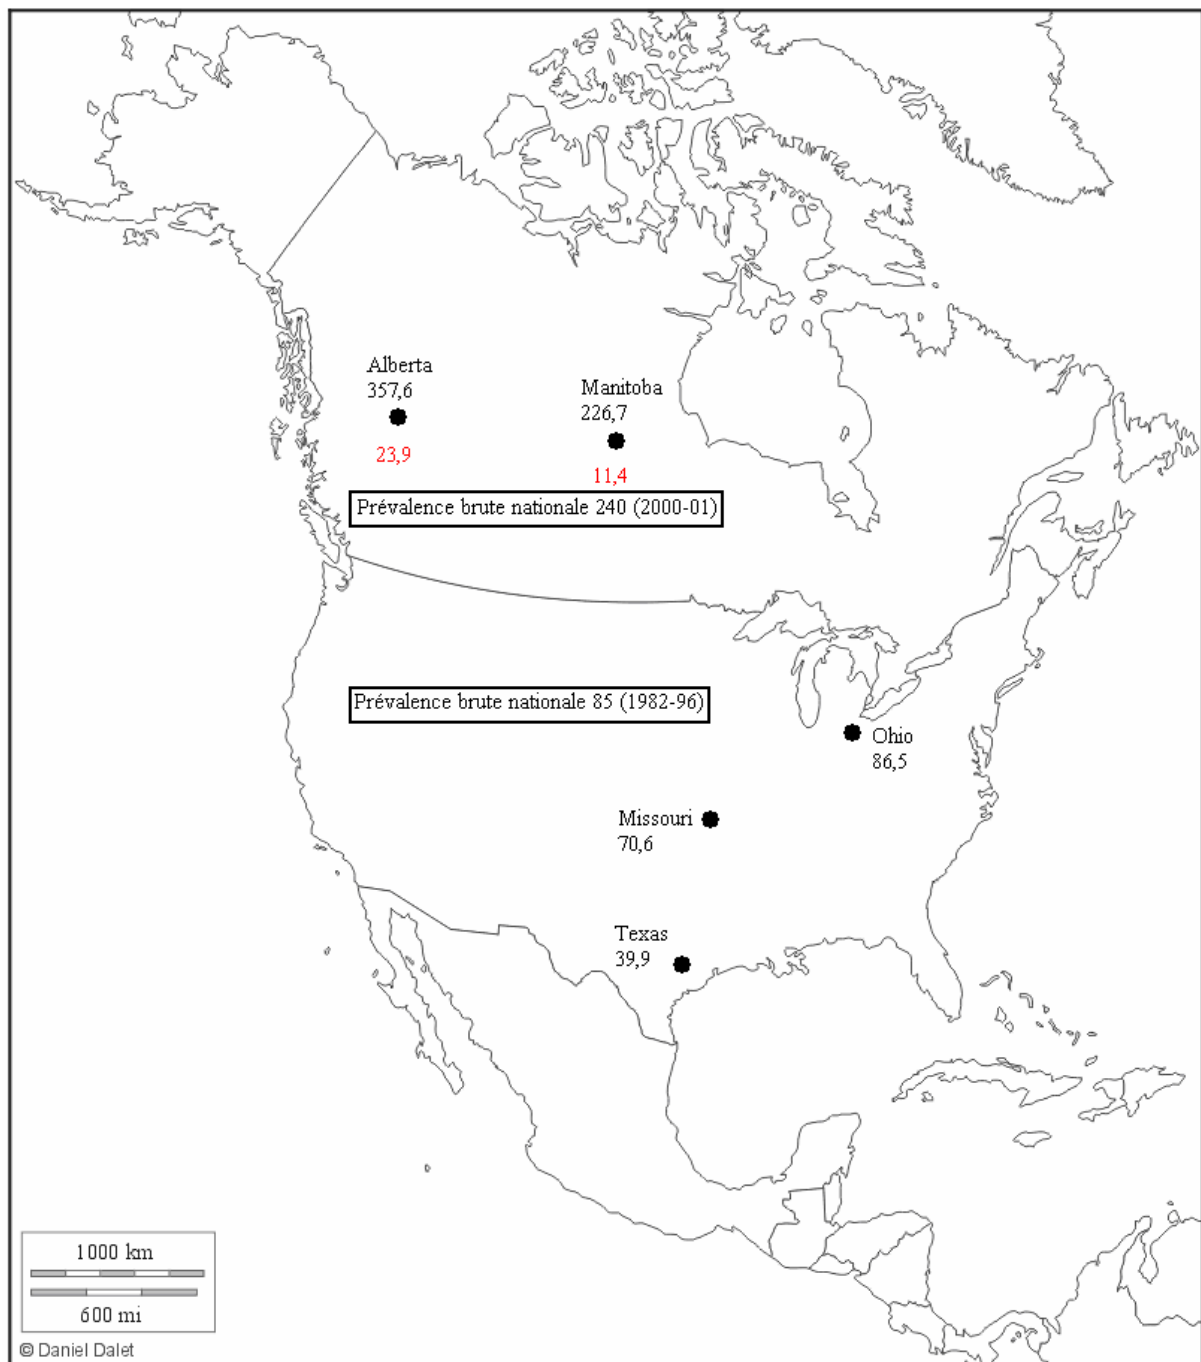 Alberta
357,6
23,9
Manitoba
226,7
11,4
Prévalence brute nationale 240 (2000-01)
Prévalence brute nationale 85 (1982-96)
Ohio
86,5
Missouri
70,6
Texas
39,9
1000 km
600 mi
© Daniel Dalet